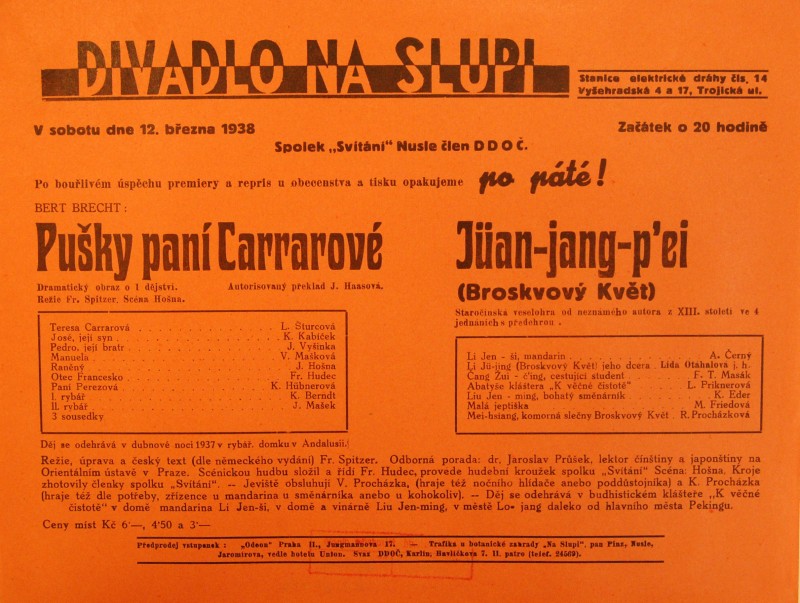 DIVADLO NA SLUPI
Stanice elektrické dráhy čís. 14
Vyšehradská 4 a 17, Trojická ul.
V sobotu dne 12. března 1938
Začátek o 20 hodině
Spolek „Svítání" Nusle člen D D O Č.
Po bouřlivém úspěchu premiery a repris u obecenstva a tisku opakujeme po páté!
BERT BRECHT:
Pušky paní Carrarové
Dramatický obraz o 1 dějství. Autorisovaný překlad J. Haasová.
Režie Fr. Spitzer. Scéna Hošna.
Teresa Carrarová . . . L. Šturcová
José, její syn . . . K. Kabíček
Pedro, její bratr . . . J. Vyšinka
Manuela . . . V. Mašková
Raněný . . . J. Hošna
Otec Francesko . . . Fr. Hudec
Paní Perezová . . . K. Hübnerová
I. rybář . . . K. Berndt
II. rybář . . . J. Mašek
3 sousedky
Děj se odehrává v dubnové noci 1937 v rybář. domku v Andalusii.
Jüan-jang-p'ei
(Broskvový Květ)
Staročínská veselohra od neznámého autora z XIII. století ve 4
jednáních s předehrou .
Li Jen - ši, mandarin . . . A. Černý
Li Jü-jing (Broskvový Květ) jeho dcera . Lída Otáhalová j. h.
Čang Žui - č'ing, cestující student . . . F. T. Masák
Abatyše kláštera „K věčné čistotě" . . . L. Friknerová
Liu Jen - ming, bohatý směnárník . . . K. Eder
Malá jeptiška . . . M. Friedová
Mei-hsiang, komorná slečny Broskvový Květ . R. Procházková
Režie, úprava a český text (dle německého vydání) Fr. Spitzer. Odborná porada: dr. Jaroslav Průšek, lektor čínštiny a japonštiny na
Orientálním ústavě v Praze. Scénickou hudbu složil a řídí Fr. Hudec, provede hudební kroužek spolku „Svítání" Scéna: Hošna, Kroje
zhotovily členky spolku „Svítání". -- Jeviště obsluhují V. Procházka, (hraje též nočního hlídače anebo poddůstojníka) a K. Procházka
(hraje též dle potřeby, zřízence u mandarina u směnárníka anebo u kohokoliv). -- Děj se odehrává v budhistickém klášteře „K věčné
čistotě" v domě mandarina Li Jen-ši, v domě a vinárně Liu Jen-ming, v městě Lo- jang daleko od hlavního města Pekingu.
Ceny míst Kč 6·—, 4'50 a 3·—
Předprodej vstupenek : „Odeon" Praha II., Jungmannova 17. — Trafika u botanické zahrady „Na Slupi", pan Pinz, Nusle,
Jaromírova, vedle hotelu Union. Svaz DDOČ, Karlín, Havlíčkova 7. II. patro (telef. 24569).